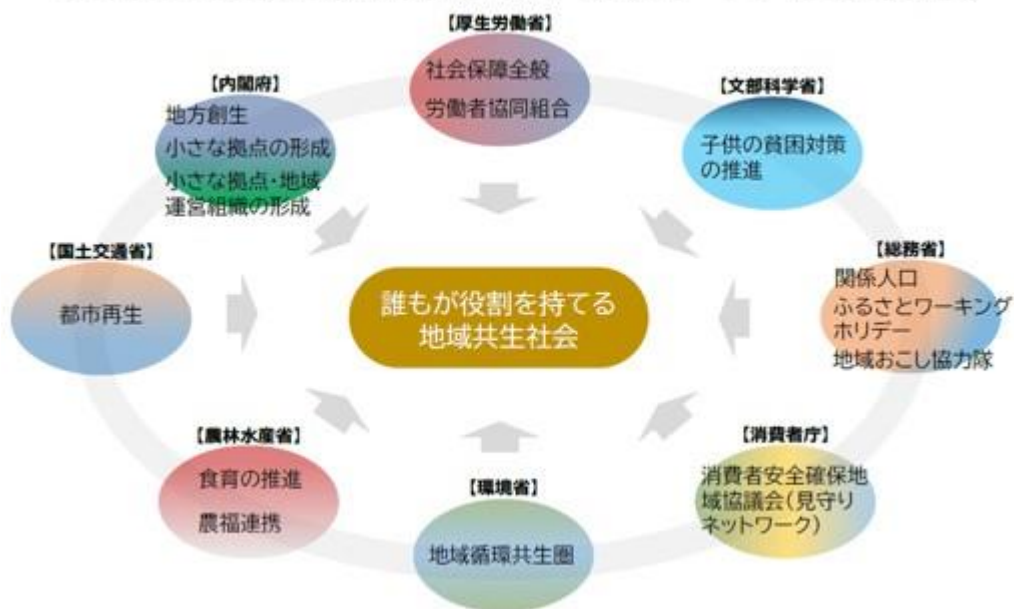 【厚生労働省】
社会保障全般
労働者協同組合
【文部科学省】
子供の貧困対策
の推進
【総務省】
関係人口
ふるさとワーキング
ホリデー
地域おこし協力隊
【消費者庁】
消費者安全確保地
域協議会(見守り
ネットワーク)
【環境省】
地域循環共生圏
【農林水産省】
食育の推進
農福連携
【国土交通省】
都市再生
【内閣府】
地方創生
小さな拠点の形成
小さな拠点・地域
運営組織の形成
誰もが役割を持てる
地域共生社会